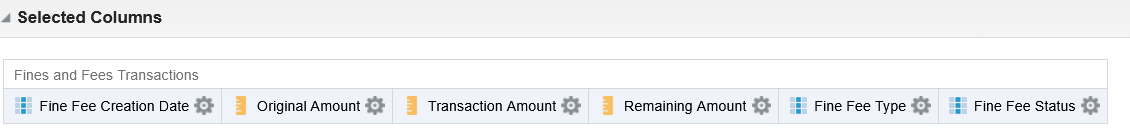 Selected Columns
Fines and Fees Transactions
Fine Fee Creation Date Original Amount Transaction Amount Remaining Amount Fine Fee Type Fine Fee Status